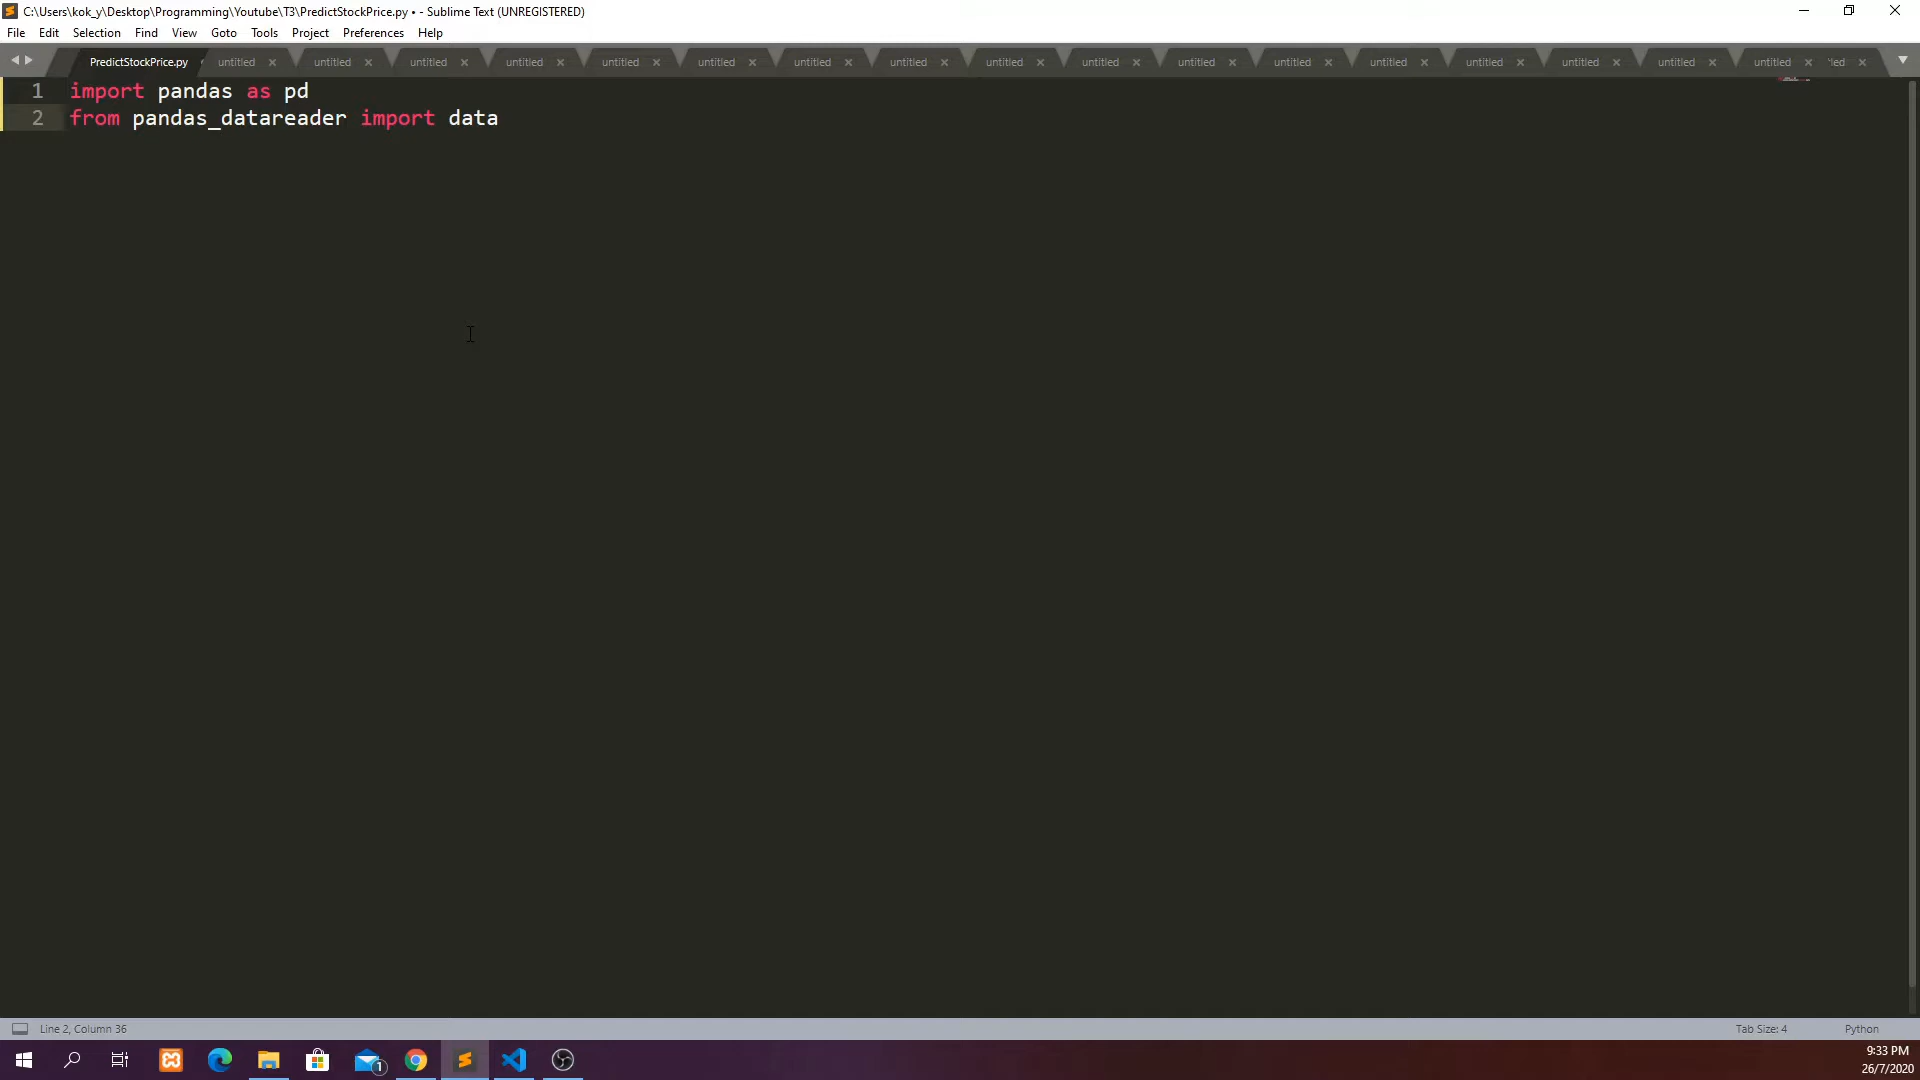 C:\Users\kok_y\Desktop\Programming\Youtube\T3\PredictStockPrice.py • - Sublime Text (UNREGISTERED)
File Edit Selection Find View Goto Tools Project Preferences Help
PredictStockPrice.py untitled untitled untitled untitled untitled untitled untitled untitled untitled untitled untitled untitled untitled untitled untitled untitled untitled led
1 import pandas as pd
2 from pandas_datareader import data
Line 2, Column 36 Tab Size: 4 Python
1
9:33 PM
26/7/2020